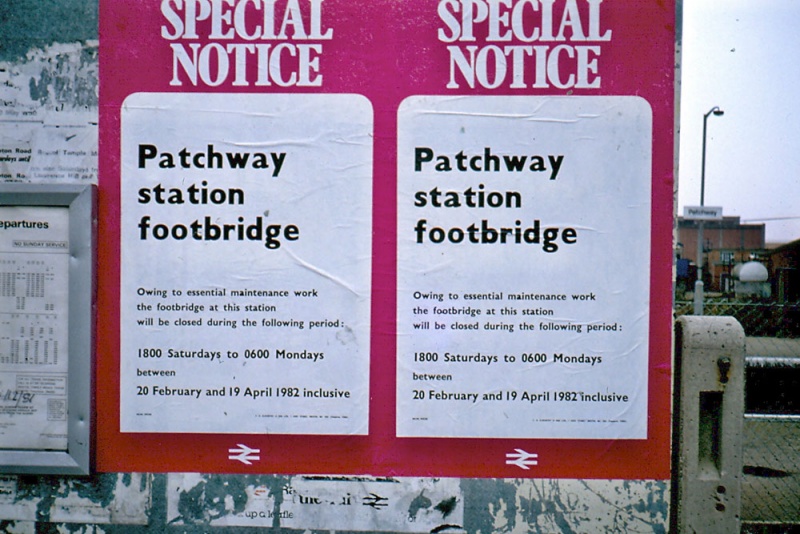 SPECIAL
NOTICE
Patchway
station
footbridge
Owing to essential maintenance work
the footbridge at this station
will be closed during the following period:
1800 Saturdays to 0600 Mondays
between
20 February and 19 April 1982 inclusive
SPECIAL
NOTICE
Patchway
station
footbridge
Owing to essential maintenance work
the footbridge at this station
will be closed during the following period:
1800 Saturdays to 0600 Mondays
between
20 February and 19 April 1982 inclusive
epartures
NO SUNDAY SERVICE
Patchway